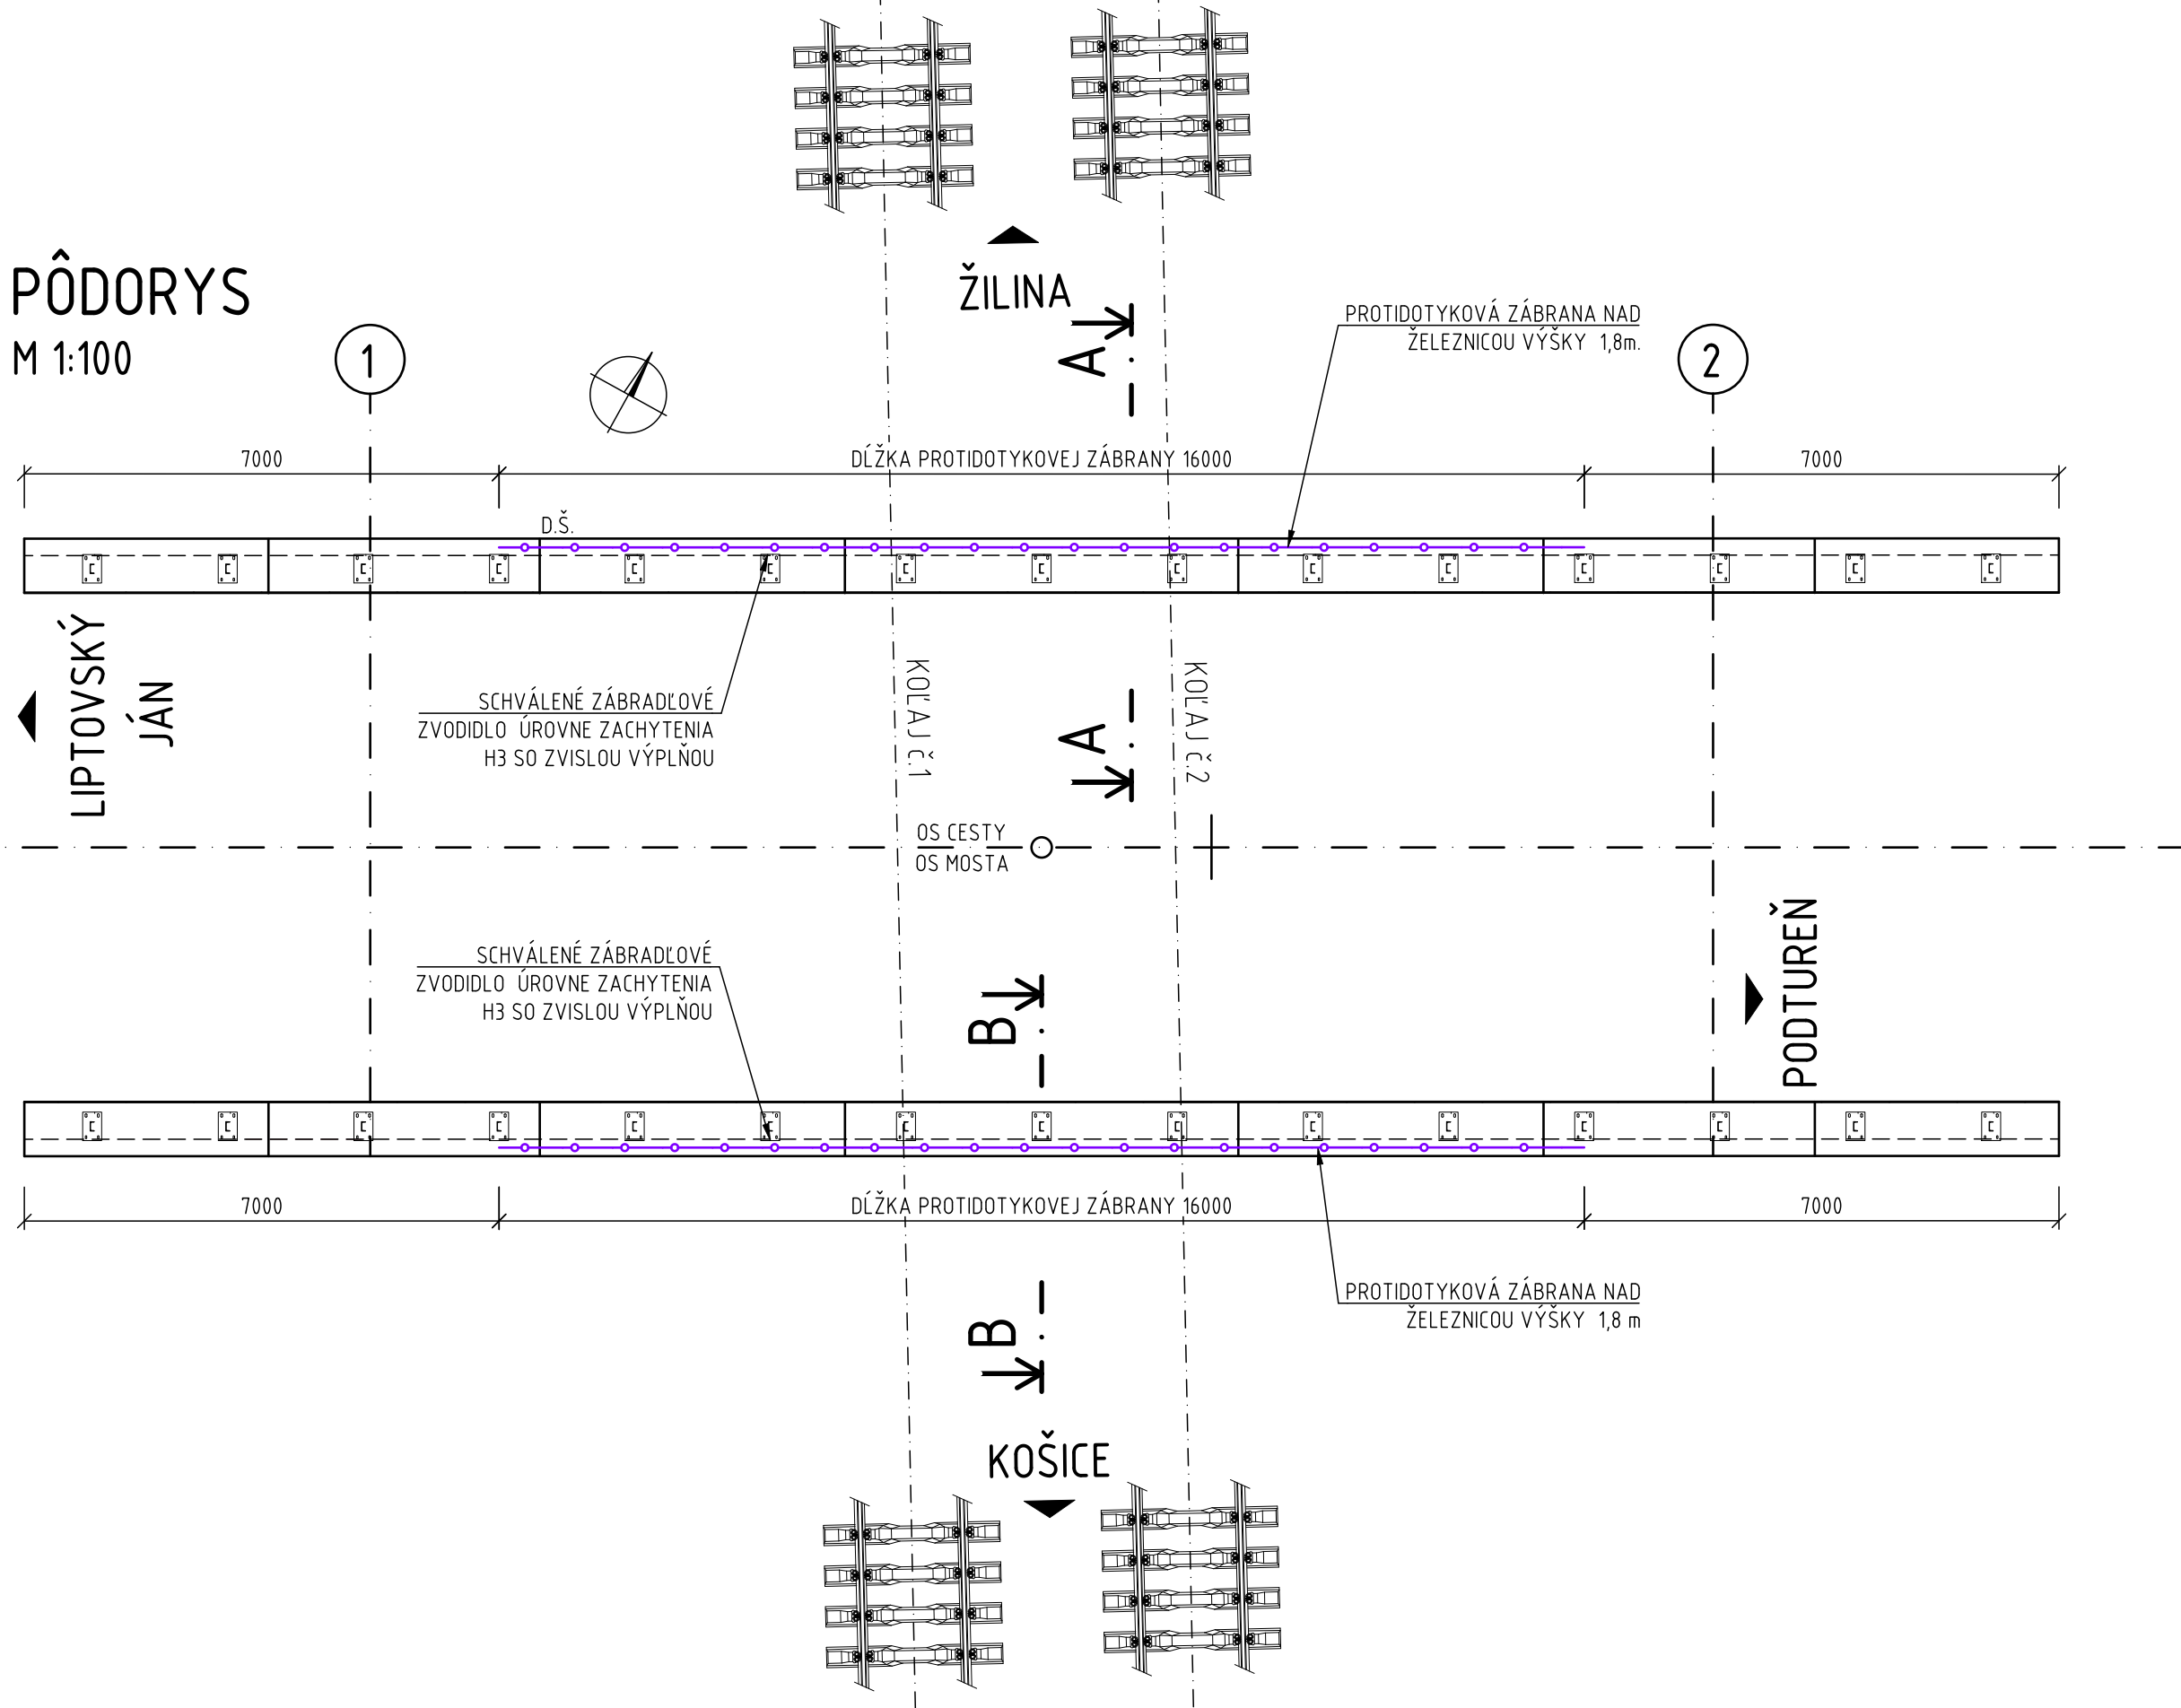 ŽILINA
PÔDORYS
M 1:100
1
A
PROTIDOTYKOVÁ ZÁBRANA NAD
ŽELEZNICOU VÝŠKY 1,8m.
2
7000
DĹŽKA PROTIDOTYKOVEJ ZÁBRANY 16000
7000
D.Š.
LIPTOVSKÝ
JÁN
SCHVÁLENÉ ZÁBRADĽOVÉ
ZVODIDLO ÚROVNE ZACHYTENIA
H3 SO ZVISLOU VÝPLŇOU
KOĽAJ č.1
A
KOĽAJ č.2
OS CESTY
OS MOSTA
SCHVÁLENÉ ZÁBRADĽOVÉ
ZVODIDLO ÚROVNE ZACHYTENIA
H3 SO ZVISLOU VÝPLŇOU
B
PODTUREŇ
7000
DĹŽKA PROTIDOTYKOVEJ ZÁBRANY 16000
7000
B
PROTIDOTYKOVÁ ZÁBRANA NAD
ŽELEZNICOU VÝŠKY 1,8 m
KOŠICE